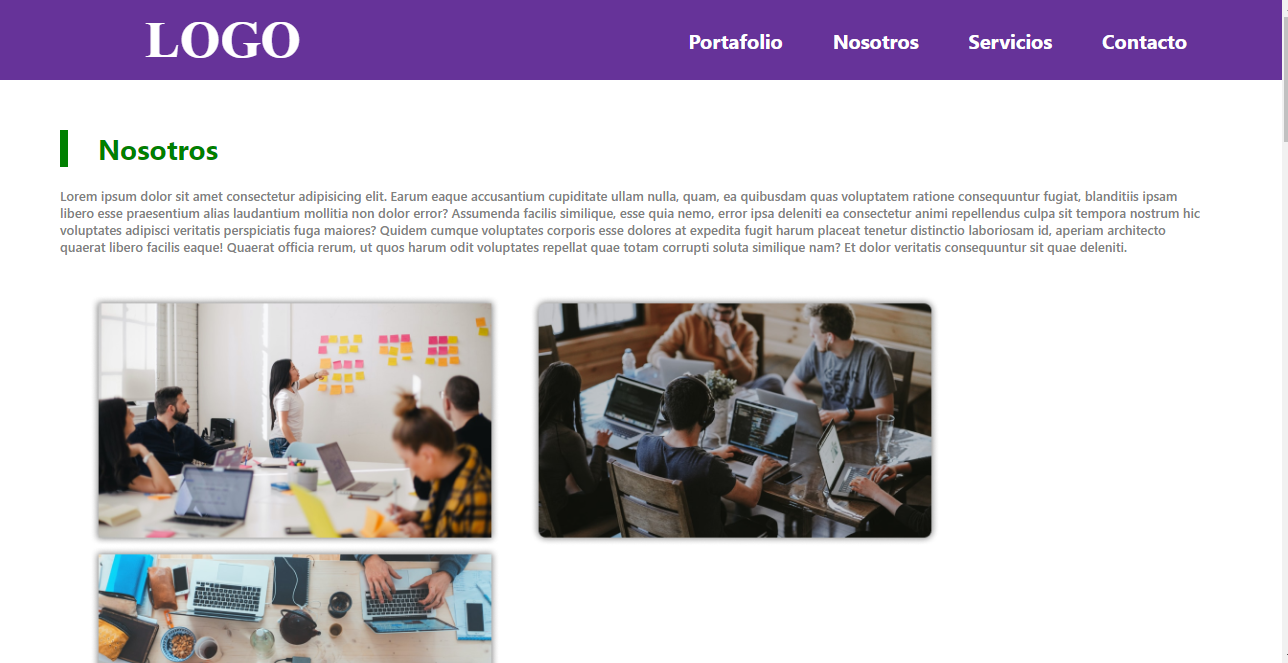 LOGO
Portafolio Nosotros Servicios Contacto
Nosotros
Lorem ipsum dolor sit amet consectetur adipisicing elit. Earum eaque accusantium cupiditate ullam nulla, quam, ea quibusdam quas voluptatem ratione consequuntur fugiat, blanditiis ipsam
libero esse praesentium alias laudantium mollitia non dolor error? Assumenda facilis similique, esse quia nemo, error ipsa deleniti ea consectetur animi repellendus culpa sit tempora nostrum hic
voluptates adipisci veritatis perspiciatis fuga maiores? Quidem cumque voluptates corporis esse dolores at expedita fugit harum placeat tenetur distinctio laboriosam id, aperiam architecto
quaerat libero facilis eaque! Quaerat officia rerum, ut quos harum odit voluptates repellat quae totam corrupti soluta similique nam? Et dolor veritatis consequuntur sit quae deleniti.